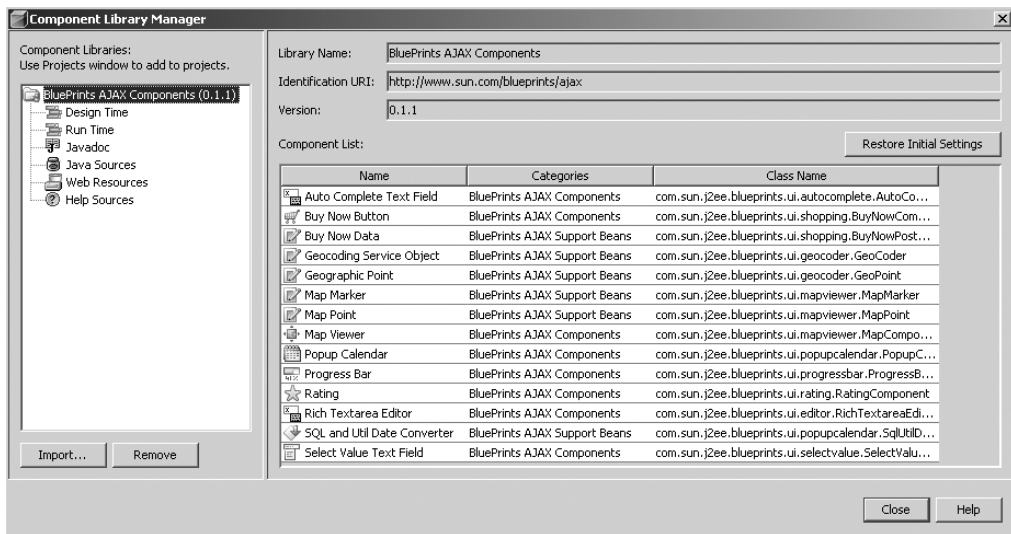 Component Library Manager
Component Libraries:
Use Projects window to add to projects.
BluePrints AJAX Components (0.1.1)
Design Time
Run Time
Javadoc
Java Sources
Web Resources
Help Sources
Import...
Remove
Library Name: BluePrints AJAX Components
Identification URI: http://www.sun.com/blueprints/ajax
Version: 0.1.1
Component List:
Restore Initial Settings
Name Categories Class Name
Auto Complete Text Field BluePrints AJAX Components com.sun.j2ee.blueprints.ui.autocomplete.AutoCo...
Buy Now Button BluePrints AJAX Components com.sun.j2ee.blueprints.ui.shopping.BuyNowCom...
Buy Now Data BluePrints AJAX Support Beans com.sun.j2ee.blueprints.ui.shopping.BuyNowPost...
Geocoding Service Object BluePrints AJAX Support Beans com.sun.j2ee.blueprints.ui.geocoder.GeoCoder
Geographic Point BluePrints AJAX Support Beans com.sun.j2ee.blueprints.ui.geocoder.GeoPoint
Map Marker BluePrints AJAX Support Beans com.sun.j2ee.blueprints.ui.mapviewer.MapMarker
Map Point BluePrints AJAX Support Beans com.sun.j2ee.blueprints.ui.mapviewer.MapPoint
Map Viewer BluePrints AJAX Components com.sun.j2ee.blueprints.ui.mapviewer.MapCompo...
Popup Calendar BluePrints AJAX Components com.sun.j2ee.blueprints.ui.popupcalendar.PopupC...
Progress Bar BluePrints AJAX Components com.sun.j2ee.blueprints.ui.progressbar.ProgressB...
Rating BluePrints AJAX Components com.sun.j2ee.blueprints.ui.rating.RatingComponent
Rich Textarea Editor BluePrints AJAX Components com.sun.j2ee.blueprints.ui.editor.RichTextareaEdi...
SQL and Util Date Converter BluePrints AJAX Support Beans com.sun.j2ee.blueprints.ui.popupcalendar.SqlUtilD...
Select Value Text Field BluePrints AJAX Components com.sun.j2ee.blueprints.ui.selectvalue.SelectValu...
Close
Help